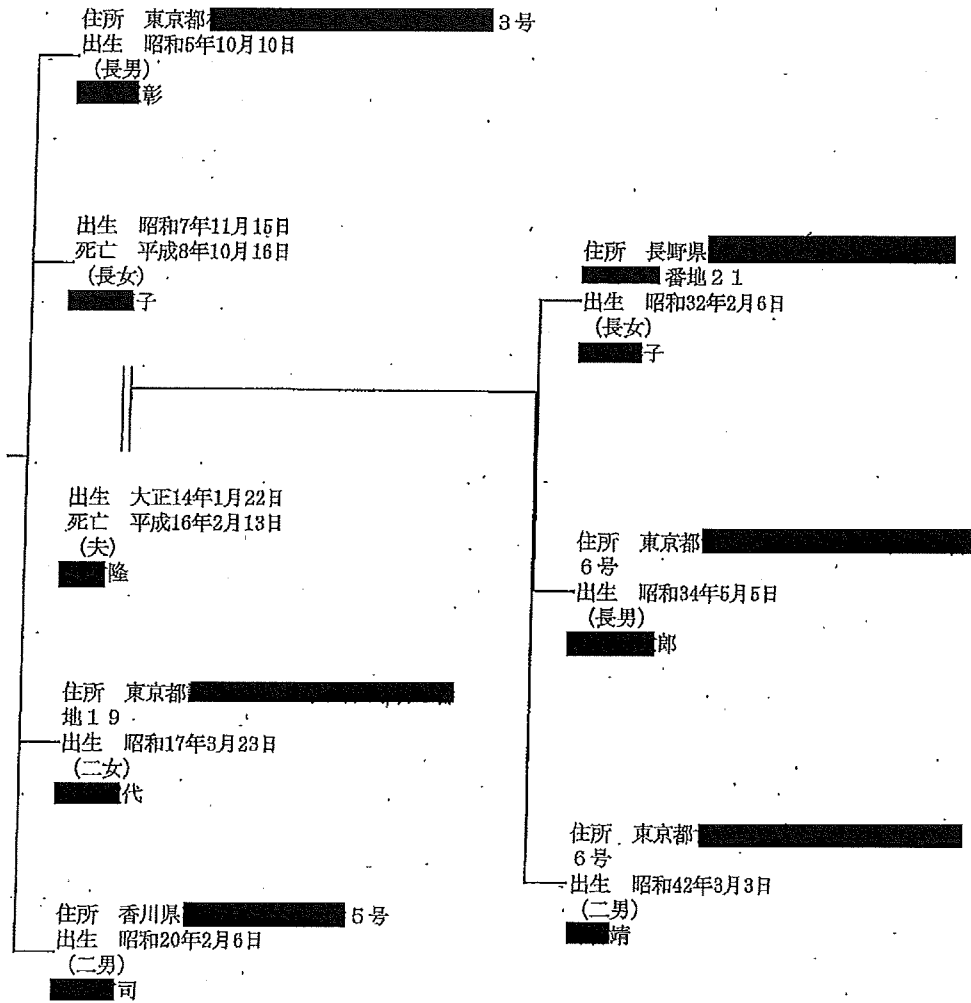 住所　東京都
3号
出生　昭和5年10月10日
(長男)
彰
出生　昭和7年11月15日
死亡　平成8年10月16日
(長女)
子
出生　大正14年1月22日
死亡　平成16年2月13日
(夫)
隆
住所　東京都
地19
出生　昭和17年3月23日
(二女)
代
住所　香川県
5号
出生　昭和20年2月6日
(二男)
司
住所　長野県
番地21
出生　昭和32年2月6日
(長女)
子
住所　東京都
6号
出生　昭和34年5月5日
(長男)
郎
住所　東京都
6号
出生　昭和42年3月3日
(二男)
靖